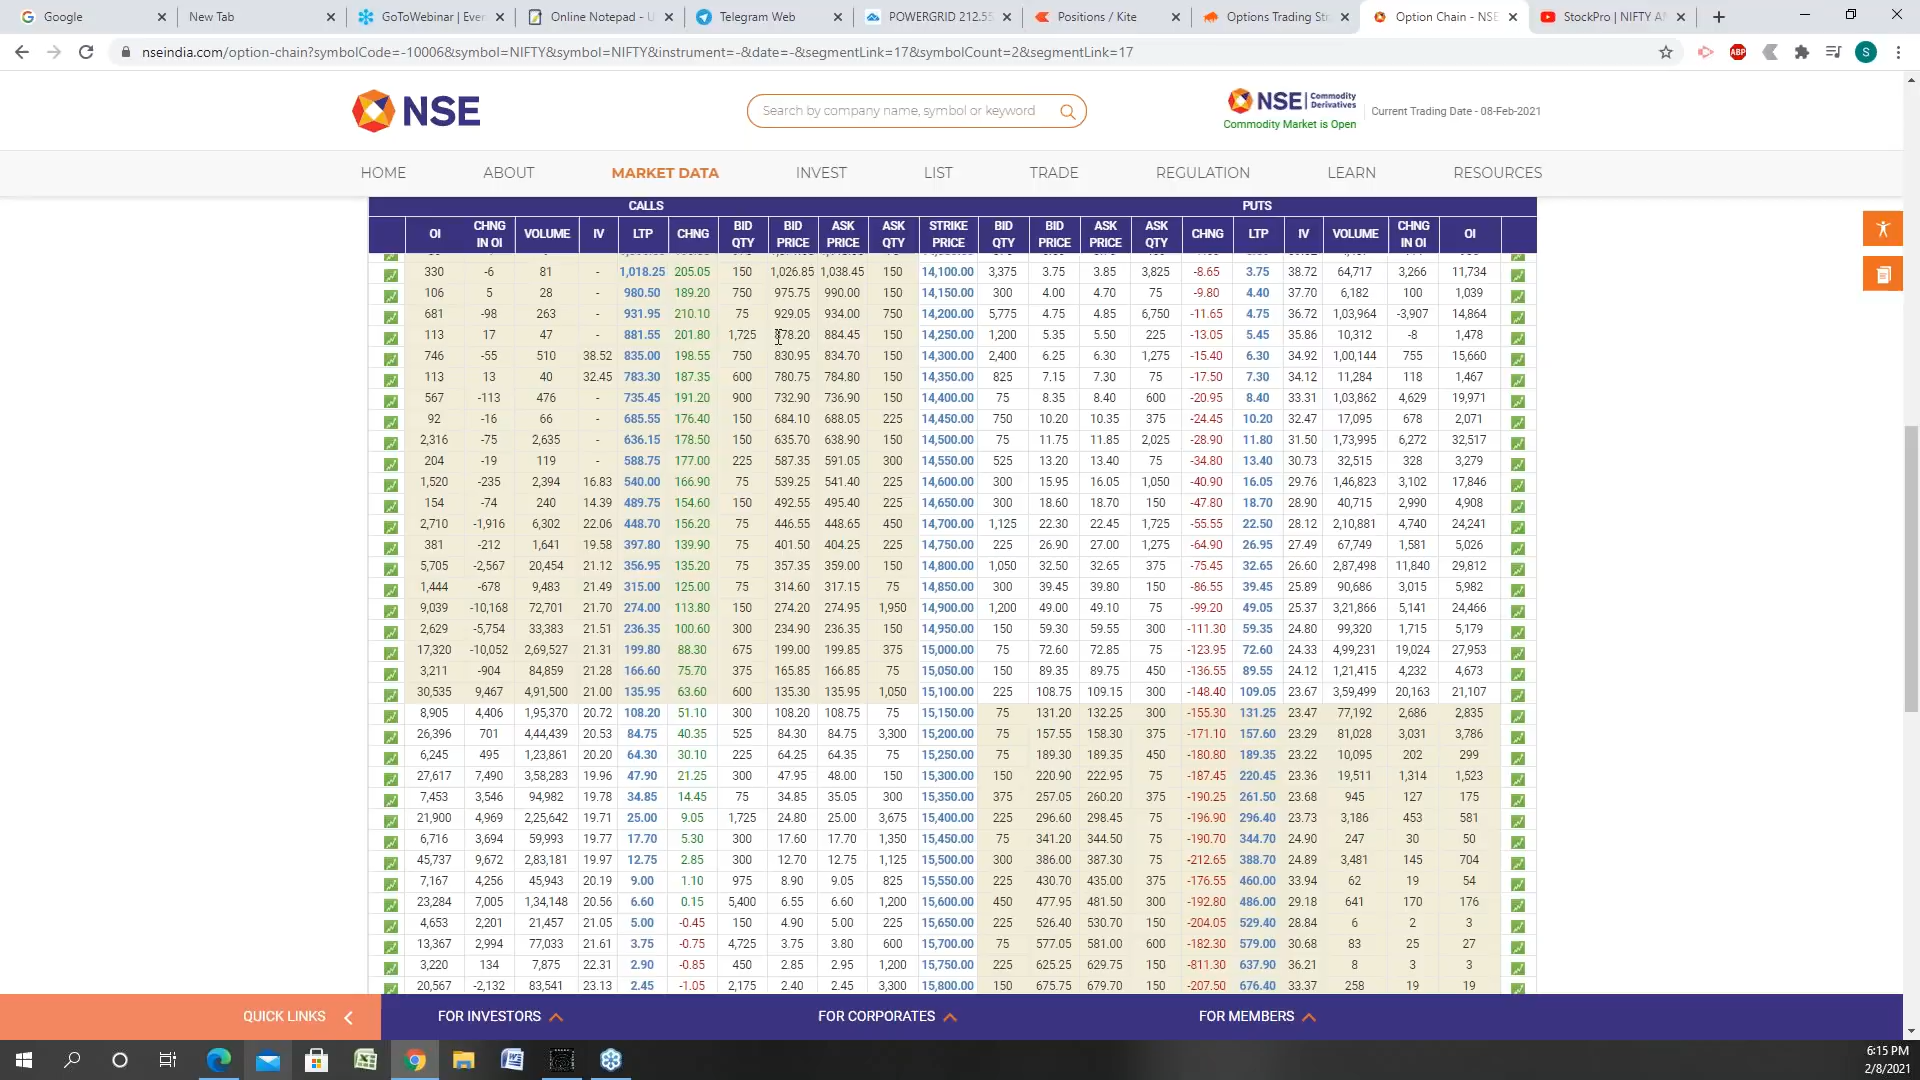 Google
New Tab
GoToWebinar | Ever
Online Notepad - U
Telegram Web
POWERGRID 212.55
Positions / Kite
Options Trading Str
Option Chain - NSE
StockPro | NIFTY AN
nseindia.com/option-chain?symbolCode=-10006&symbol=NIFTY&symbol=NIFTY&instrument=-&date=-&segmentLink=17&symbolCount=2&segmentLink=17
ABP
S
NSE
Search by company name, symbol or keyword
NSE Commodity Derivatives
Commodity Market is Open
Current Trading Date - 08-Feb-2021
HOME ABOUT MARKET DATA INVEST LIST TRADE REGULATION LEARN RESOURCES
CALLS PUTS
OI CHNG IN OI VOLUME IV LTP CHNG BID QTY BID PRICE ASK PRICE ASK QTY STRIKE PRICE BID QTY BID PRICE ASK PRICE ASK QTY CHNG LTP IV VOLUME CHNG IN OI OI
330 -6 81 - 1,018.25 205.05 150 1,026.85 1,038.45 150 14,100.00 3,375 3.75 3.85 3,825 -8.65 3.75 38.72 64,717 3,266 11,734
106 5 28 - 980.50 189.20 750 975.75 990.00 150 14,150.00 300 4.00 4.70 75 -9.80 4.40 37.70 6,182 100 1,039
681 -98 263 - 931.95 210.10 75 929.05 934.00 750 14,200.00 5,775 4.75 4.85 6,750 -11.65 4.75 36.72 1,03,964 -3,907 14,864
113 17 47 - 881.55 201.80 1,725 878.20 884.45 150 14,250.00 1,200 5.35 5.50 225 -13.05 5.45 35.86 10,312 -8 1,478
746 -55 510 38.52 835.00 198.55 750 830.95 834.70 150 14,300.00 2,400 6.25 6.30 1,275 -15.40 6.30 34.92 1,00,144 755 15,660
113 13 40 32.45 783.30 187.35 600 780.75 784.80 150 14,350.00 825 7.15 7.30 75 -17.50 7.30 34.12 11,284 118 1,467
567 -113 476 - 735.45 191.20 900 732.90 736.90 150 14,400.00 75 8.35 8.40 600 -20.95 8.40 33.31 1,03,862 4,629 19,971
92 -16 66 - 685.55 176.40 150 684.10 688.05 225 14,450.00 750 10.20 10.35 375 -24.45 10.20 32.47 17,095 678 2,071
2,316 -75 2,635 - 636.15 178.50 150 635.70 638.90 150 14,500.00 75 11.75 11.85 2,025 -28.90 11.80 31.50 1,73,995 6,272 32,517
204 -19 119 - 588.75 177.00 225 587.35 591.05 300 14,550.00 525 13.20 13.40 75 -34.80 13.40 30.73 32,515 328 3,279
1,520 -235 2,394 16.83 540.00 166.90 75 539.25 541.40 225 14,600.00 300 15.95 16.05 1,050 -40.90 16.05 29.76 1,46,823 3,102 17,846
154 -74 240 14.39 489.75 154.60 150 492.55 495.40 225 14,650.00 300 18.60 18.70 150 -47.80 18.70 28.90 40,715 2,990 4,908
2,710 -1,916 6,302 22.06 448.70 156.20 75 446.55 448.65 450 14,700.00 1,125 22.30 22.45 1,725 -55.55 22.50 28.12 2,10,881 4,740 24,241
381 -212 1,641 19.58 397.80 139.90 75 401.50 404.25 225 14,750.00 225 26.90 27.00 1,275 -64.90 26.95 27.49 67,749 1,581 5,026
5,705 -2,567 20,454 21.12 356.95 135.20 75 357.35 359.00 150 14,800.00 1,050 32.50 32.65 375 -75.45 32.65 26.60 2,87,498 11,840 29,812
1,444 -678 9,483 21.49 315.00 125.00 75 314.60 317.15 75 14,850.00 300 39.45 39.80 150 -86.55 39.45 25.89 90,686 3,015 5,982
9,039 -10,168 72,701 21.70 274.00 113.80 150 274.20 274.95 1,950 14,900.00 1,200 49.00 49.10 75 -99.20 49.05 25.37 3,21,866 5,141 24,466
2,629 -5,754 33,383 21.51 236.35 100.60 300 234.90 236.35 150 14,950.00 150 59.30 59.55 300 -111.30 59.35 24.80 99,320 1,715 5,179
17,320 -10,052 2,69,527 21.31 199.80 88.30 675 199.00 199.85 375 15,000.00 75 72.60 72.85 75 -123.95 72.60 24.33 4,99,231 19,024 27,953
3,211 -904 84,859 21.28 166.60 75.70 375 165.85 166.85 75 15,050.00 150 89.35 89.75 450 -136.55 89.55 24.12 1,21,415 4,232 4,673
30,535 9,467 4,91,500 21.00 135.95 63.60 600 135.30 135.95 1,050 15,100.00 225 108.75 109.15 300 -148.40 109.05 23.67 3,59,499 20,163 21,107
8,905 4,406 1,95,370 20.72 108.20 51.10 300 108.20 108.75 75 15,150.00 75 131.20 132.25 300 -155.30 131.25 23.47 77,192 2,686 2,835
26,396 701 4,44,439 20.53 84.75 40.35 525 84.30 84.75 3,300 15,200.00 75 157.55 158.30 375 -171.10 157.60 23.29 81,028 3,031 3,786
6,245 495 1,23,861 20.20 64.30 30.10 225 64.25 64.35 75 15,250.00 75 189.30 189.35 450 -180.80 189.35 23.22 10,095 202 299
27,617 7,490 3,58,283 19.96 47.90 21.25 300 47.95 48.00 150 15,300.00 150 220.90 222.95 75 -187.45 220.45 23.36 19,511 1,314 1,523
7,453 3,546 94,982 19.78 34.85 14.45 75 34.85 35.05 300 15,350.00 375 257.05 260.20 375 -190.25 261.50 23.68 945 127 175
21,900 4,969 2,25,642 19.71 25.00 9.05 1,725 24.80 25.00 3,675 15,400.00 225 296.60 298.45 75 -196.90 296.40 23.73 3,186 453 581
6,716 3,694 59,993 19.77 17.70 5.30 300 17.60 17.70 1,350 15,450.00 75 341.20 344.50 75 -190.70 344.70 24.90 247 30 50
45,737 9,672 2,83,181 19.97 12.75 2.85 300 12.70 12.75 1,125 15,500.00 300 386.00 387.30 75 -212.65 388.70 24.89 3,481 145 704
7,167 4,256 45,943 20.19 9.00 1.10 975 8.90 9.05 825 15,550.00 225 430.70 435.00 375 -176.55 460.00 33.94 62 19 54
23,284 7,005 1,34,148 20.56 6.60 0.15 5,400 6.55 6.60 1,200 15,600.00 450 477.95 481.50 300 -192.80 486.00 29.18 641 170 176
4,653 2,201 21,457 21.05 5.00 -0.45 150 4.90 5.00 225 15,650.00 225 526.40 530.70 150 -204.05 529.40 28.84 6 2 3
13,367 2,994 77,033 21.61 3.75 -0.75 4,725 3.75 3.80 600 15,700.00 75 577.05 581.00 600 -182.30 579.00 30.68 83 25 27
3,220 134 7,875 22.31 2.90 -0.85 450 2.85 2.95 1,200 15,750.00 225 625.25 629.75 150 -811.30 637.90 36.21 8 3 3
20,567 -2,132 83,541 23.13 2.45 -1.05 2,175 2.40 2.45 3,300 15,800.00 150 675.75 679.70 150 -207.50 676.40 33.37 258 19 19
QUICK LINKS FOR INVESTORS FOR CORPORATES FOR MEMBERS
6:15 PM
2/8/2021